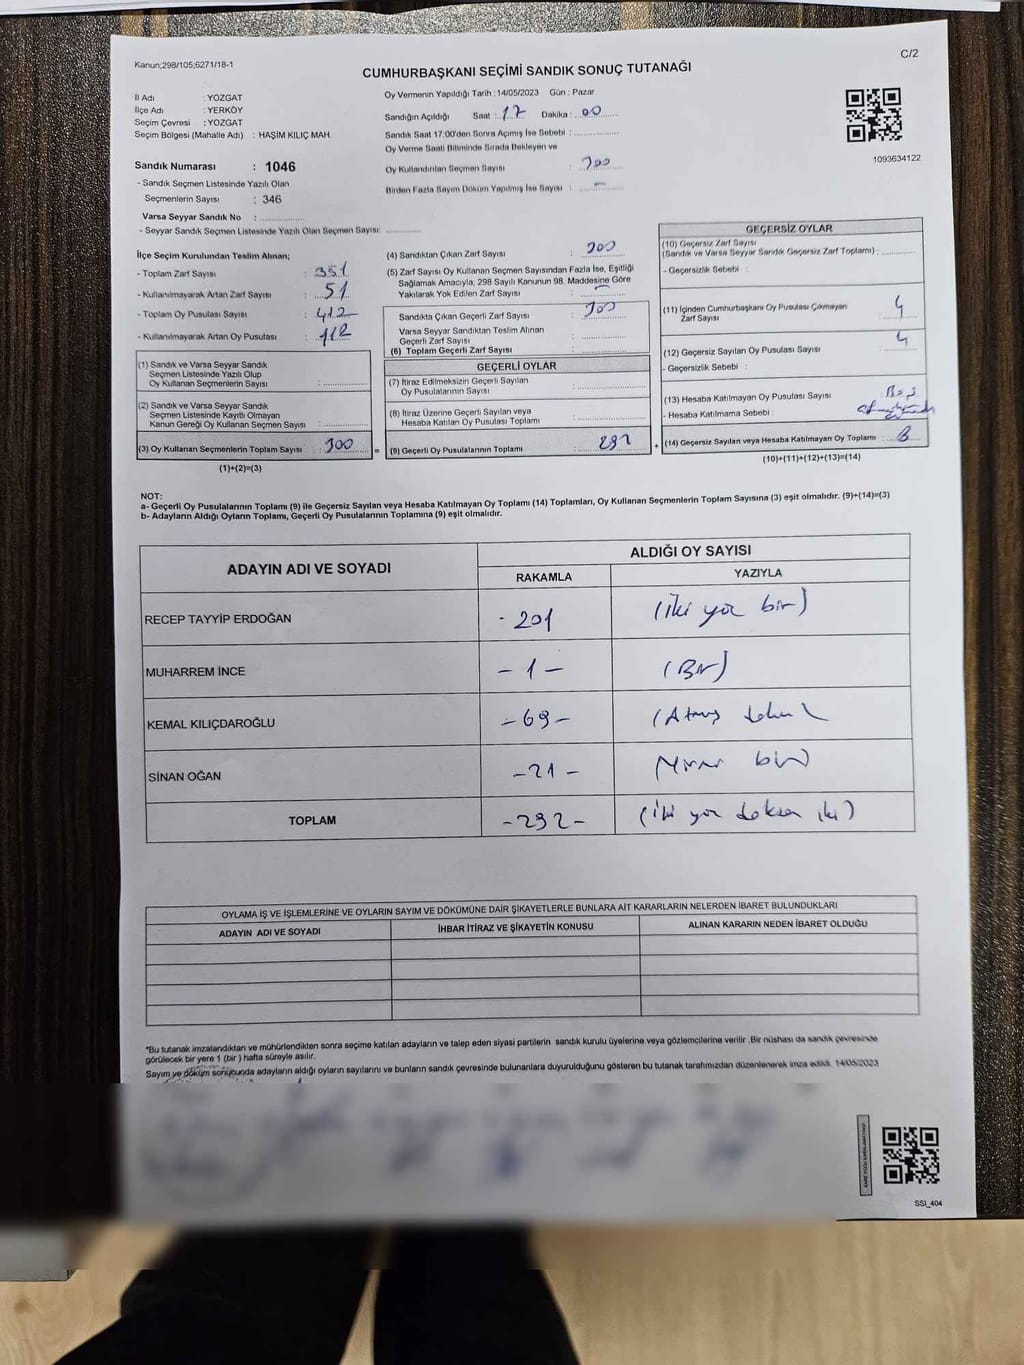 Kanun;298/105;6271/18-1
C/2
CUMHURBAŞKANI SEÇİMİ SANDIK SONUÇ TUTANAĞI
İl Adı : YOZGAT
İlçe Adı : YERKÖY
Seçim Çevresi : YOZGAT
Seçim Bölgesi (Mahalle Adı) : HAŞİM KILIÇ MAH.
Sandık Numarası : 1046
- Sandık Seçmen Listesinde Yazılı Olan
Seçmenlerin Sayısı : 346
Varsa Seyyar Sandık No :
- Seyyar Sandık Seçmen Listesinde Yazılı Olan Seçmen Sayısı:
Oy Vermenin Yapıldığı Tarih :14/05/2023 Gün : Pazar
Sandığın Açıldığı Saat : 17 Dakika : 00
Sandık Saat 17:00'den Sonra Açımış İse Sebebi :
Oy Verme Saati Bitiminde Sırada Bekleyen ve
Oy Kullandırılan Seçmen Sayısı : 300
Birden Fazla Sayım Döküm Yapılmış İse Sayısı : -
1093634122
İlçe Seçim Kurulundan Teslim Alınan;
- Toplam Zarf Sayısı : 351
- Kullanılmayarak Artan Zarf Sayısı : 51
- Toplam Oy Pusulası Sayısı : 412
- Kullanılmayarak Artan Oy Pusulası : 112
(1) Sandık ve Varsa Seyyar Sandık
Seçmen Listesinde Yazılı Olup
Oy Kullanan Seçmenlerin Sayısı :
(2) Sandık ve Varsa Seyyar Sandık
Seçmen Listesinde Kayıtlı Olmayan
Kanun Gereği Oy Kullanan Seçmen Sayısı :
(3) Oy Kullanan Seçmenlerin Toplam Sayısı : 300
(1)+(2)=(3)
(4) Sandıktan Çıkan Zarf Sayısı : 300
(5) Zarf Sayısı Oy Kullanan Seçmen Sayısından Fazla İse, Eşitliği
Sağlamak Amacıyla; 298 Sayılı Kanunun 98. Maddesine Göre
Yakılarak Yok Edilen Zarf Sayısı :
Sandıkta Çıkan Geçerli Zarf Sayısı : 300
Varsa Seyyar Sandıktan Teslim Alınan
Geçerli Zarf Sayısı :
(6) Toplam Geçerli Zarf Sayısı :
GEÇERLİ OYLAR
(7) İtiraz Edilmeksizin Geçerli Sayılan
Oy Pusulalarının Sayısı :
(8) İtiraz Üzerine Geçerli Sayılan veya
Hesaba Katılan Oy Pusulası Toplamı :
= (9) Geçerli Oy Pusulalarının Toplamı : 292
GEÇERSİZ OYLAR
(10) Geçersiz Zarf Sayısı
(Sandık ve Varsa Seyyar Sandık Geçersiz Zarf Toplamı) :
- Geçersizlik Sebebi :
(11) İçinden Cumhurbaşkanı Oy Pusulası Çıkmayan
Zarf Sayısı : 4
(12) Geçersiz Sayılan Oy Pusulası Sayısı : 4
- Geçersizlik Sebebi :
(13) Hesaba Katılmayan Oy Pusulası Sayısı :
- Hesaba Katılmama Sebebi :
+ (14) Geçersiz Sayılan veya Hesaba Katılmayan Oy Toplamı : 8
(10)+(11)+(12)+(13)=(14)
NOT:
a- Geçerli Oy Pusulalarının Toplamı (9) ile Geçersiz Sayılan veya Hesaba Katılmayan Oy Toplamı (14) Toplamları, Oy Kullanan Seçmenlerin Toplam Sayısına (3) eşit olmalıdır. (9)+(14)=(3)
b- Adayların Aldığı Oyların Toplamı, Geçerli Oy Pusulalarının Toplamına (9) eşit olmalıdır.
ADAYIN ADI VE SOYADI
ALDIĞI OY SAYISI
RAKAMLA YAZIYLA
RECEP TAYYİP ERDOĞAN - 201 (iki yüz bir)
MUHARREM İNCE - 1 - (Bir)
KEMAL KILIÇDAROĞLU - 69 - (Atmış dokuz)
SİNAN OĞAN - 21 - Yirmi bir)
TOPLAM - 292 - (iki yüz doksan iki)
OYLAMA İŞ VE İŞLEMLERİNE VE OYLARIN SAYIM VE DÖKÜMÜNE DAİR ŞİKAYETLERLE BUNLARA AİT KARARLARIN NELERDEN İBARET BULUNDUKLARI
ADAYIN ADI VE SOYADI İHBAR İTİRAZ VE ŞİKAYETİN KONUSU ALINAN KARARIN NEDEN İBARET OLDUĞU
*Bu tutanak imzalandıktan ve mühürlendikten sonra seçime katılan adayların ve talep eden siyasi partilerin sandık kurulu üyelerine veya gözlemcilerine verilir .Bir nüshası da sandık çevresinde
görülecek bir yere 1 (bir ) hafta süreyle asılır.
Sayım ve döküm sonucunda adayların aldığı oyların sayılarını ve bunların sandık çevresinde bulunanlara duyurulduğunu gösteren bu tutanak tarafımızdan düzenlenerek imza edildi. 14/05/2023
SSİ_404